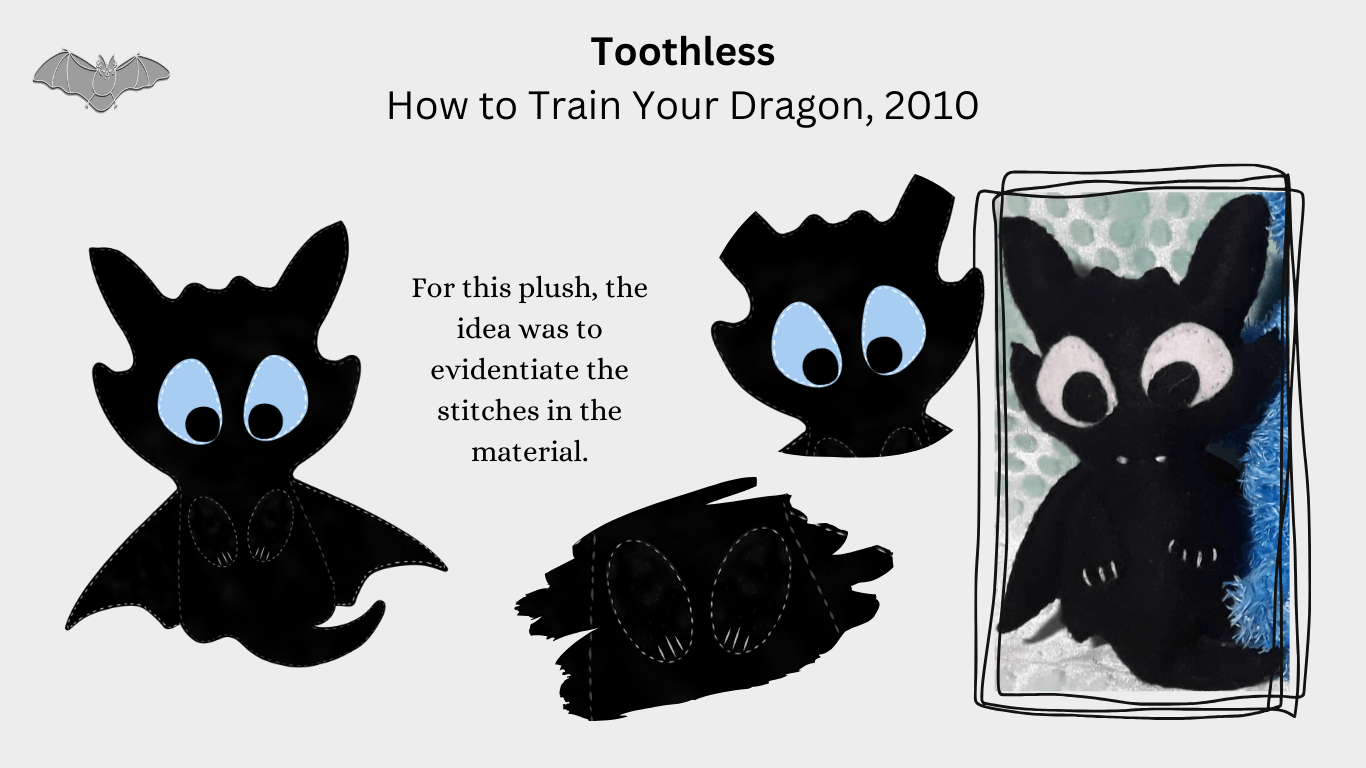 Toothless
How to Train Your Dragon, 2010
For this plush, the
idea was to
evidentiate the
stitches in the
material.